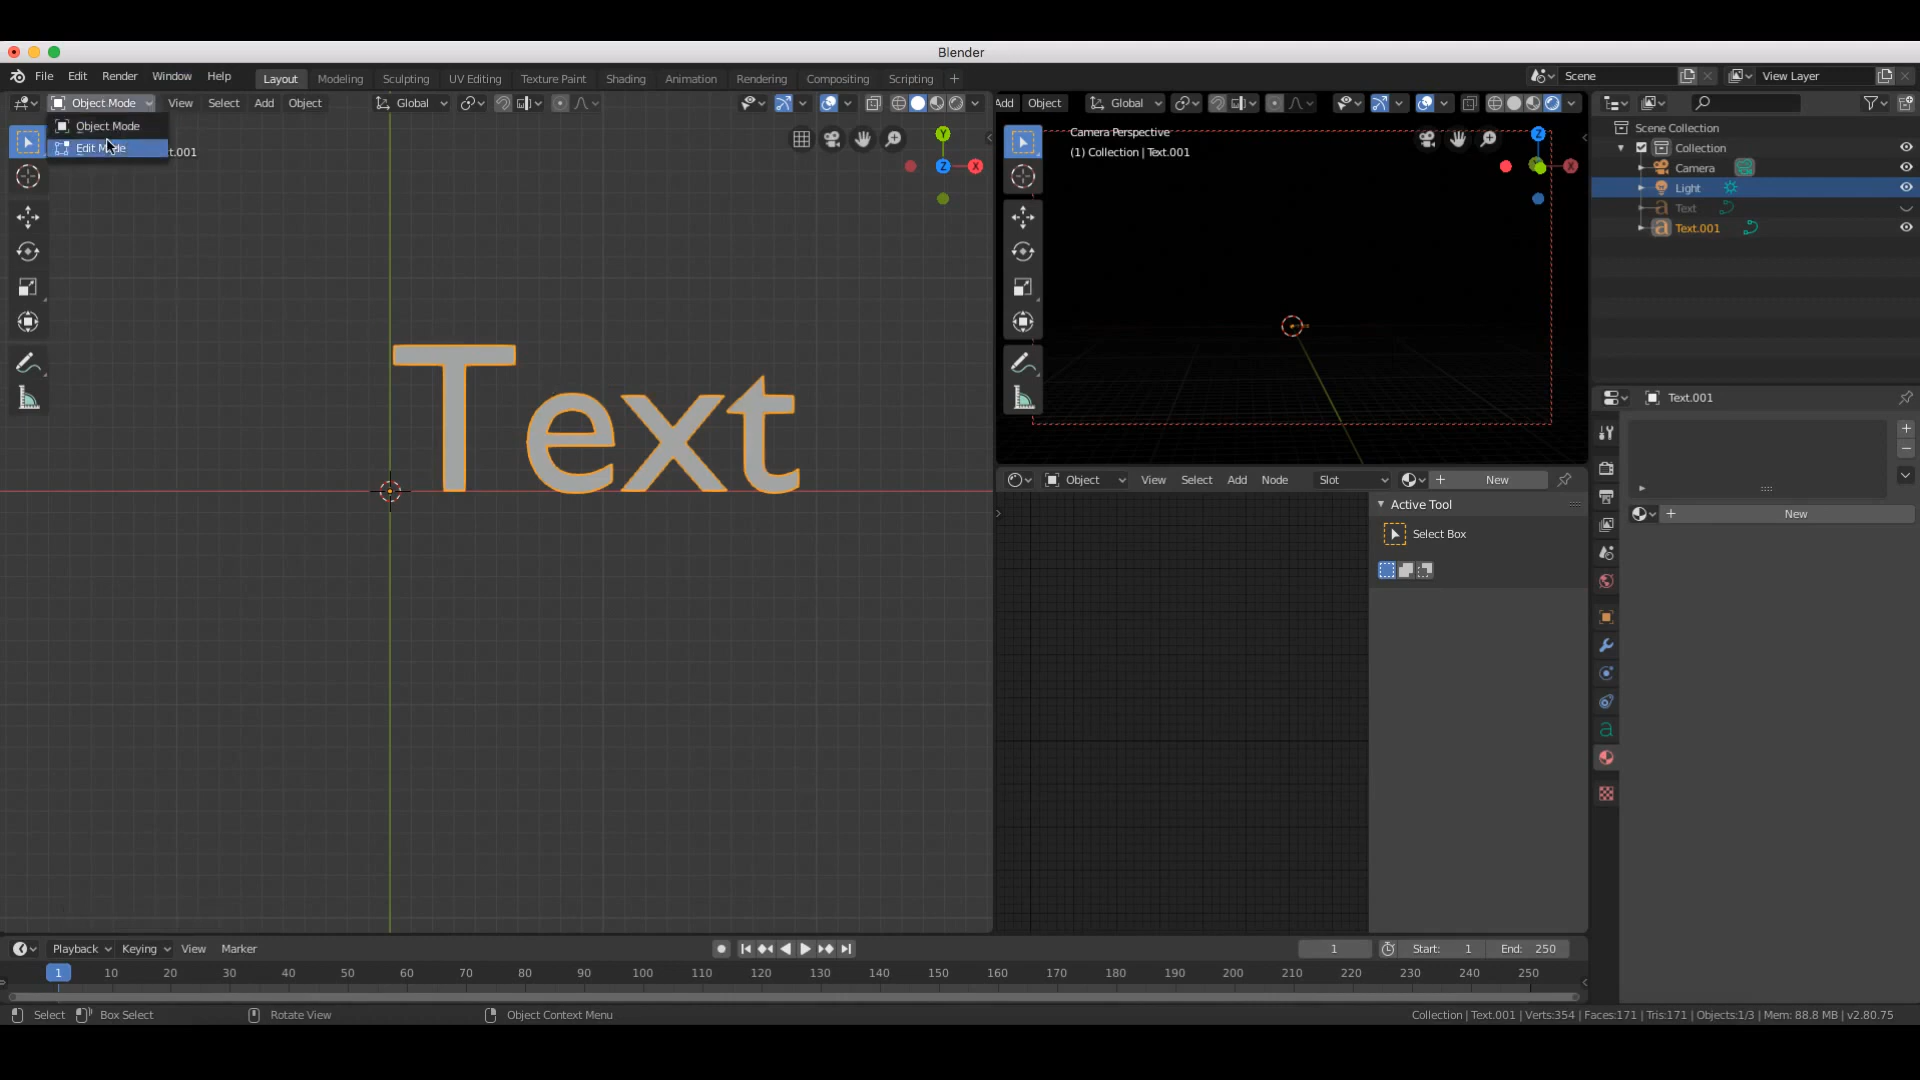 Blender
File Edit Render Window Help Layout Modeling Sculpting UV Editing Texture Paint Shading Animation Rendering Compositing Scripting + Scene View Layer
Object Mode View Select Add Object Global
Add Object Global
Object Mode
Edit Mode
t.001
Camera Perspective
(1) Collection | Text.001
Scene Collection
Collection
Camera
Light
Text
Text.001
Y
Z X
Z
X
Text
Text.001
Object View Select Add Node Slot + New
Active Tool
Select Box
+ New
Playback Keying View Marker 1 Start: 1 End: 250
1 10 20 30 40 50 60 70 80 90 100 110 120 130 140 150 160 170 180 190 200 210 220 230 240 250
Select Box Select Rotate View Object Context Menu Collection | Text.001 | Verts:354 | Faces:171 | Tris:171 | Objects:1/3 | Mem: 88.8 MB | v2.80.75